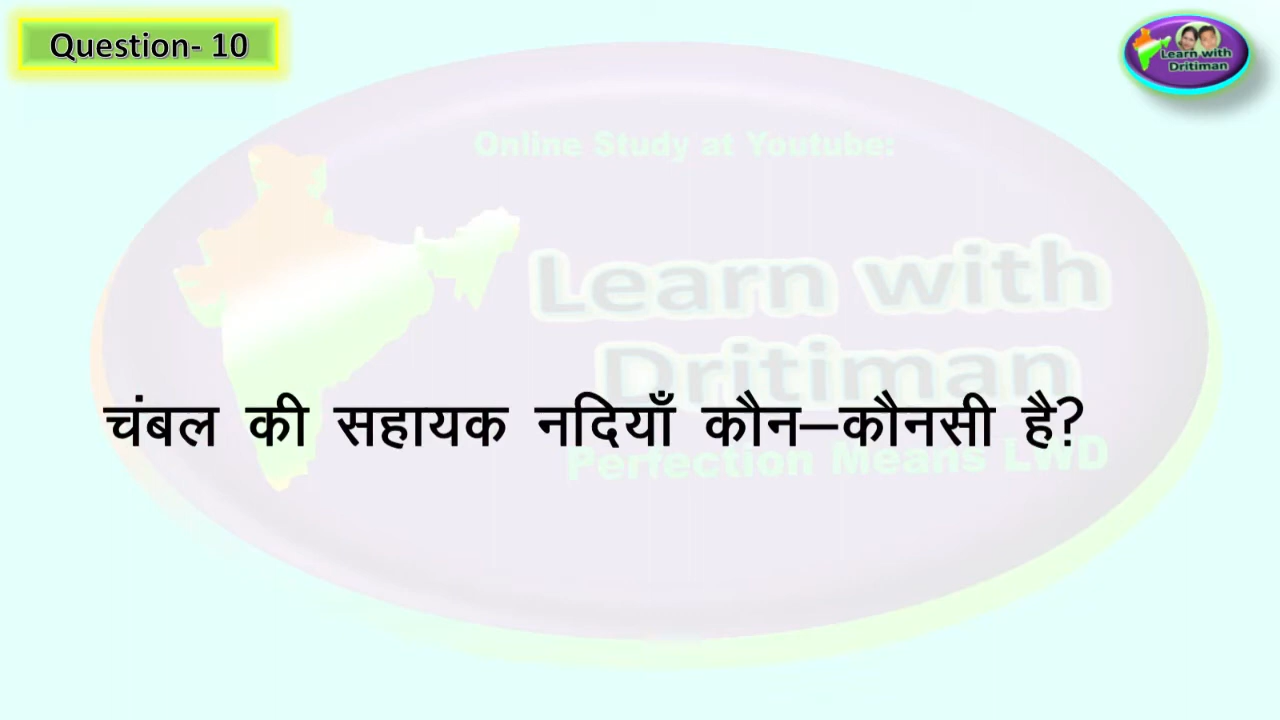 Question- 10
Learn with
Dritiman
Online Study at Youtube:
Learn with
Dritiman
चंबल की सहायक नदियाँ कौन–कौनसी है?
Perfection Means LWD